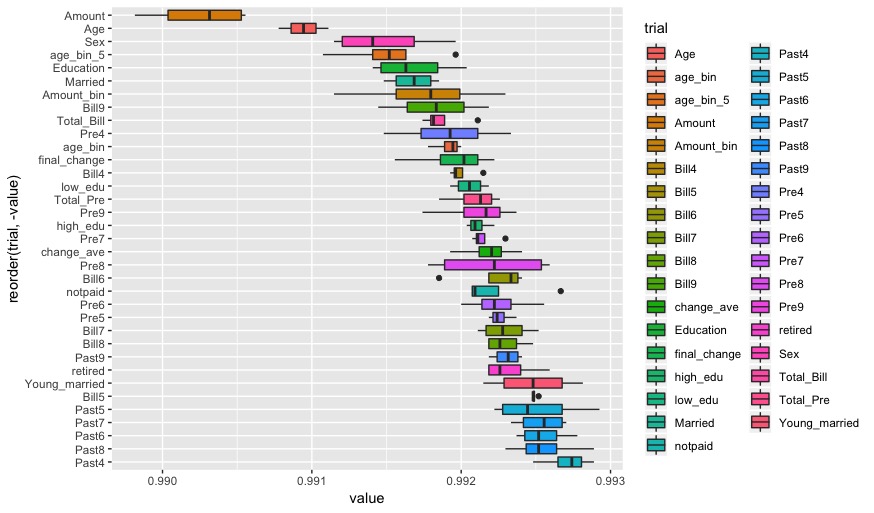 reorder(trial, -value)
Amount
Age
Sex
age_bin_5
Education
Married
Amount_bin
Bill9
Total_Bill
Pre4
age_bin
final_change
Bill4
low_edu
Total_Pre
Pre9
high_edu
Pre7
change_ave
Pre8
Bill6
notpaid
Pre6
Pre5
Bill7
Bill8
Past9
retired
Young_married
Bill5
Past5
Past7
Past6
Past8
Past4
0.990 0.991 0.992 0.993
value
trial
Age
age_bin
age_bin_5
Amount
Amount_bin
Bill4
Bill5
Bill6
Bill7
Bill8
Bill9
change_ave
Education
final_change
high_edu
low_edu
Married
notpaid
Past4
Past5
Past6
Past7
Past8
Past9
Pre4
Pre5
Pre6
Pre7
Pre8
Pre9
retired
Sex
Total_Bill
Total_Pre
Young_married